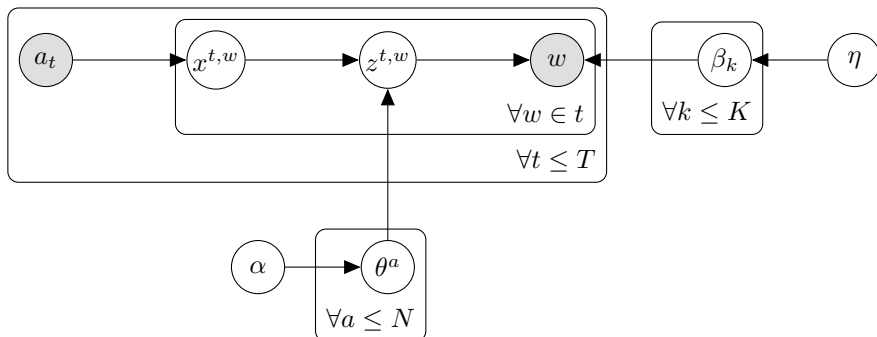 a_t x^{t,w} z^{t,w} w β_k η
∀w ∈ t ∀k ≤ K
∀t ≤ T
α θ^a
∀a ≤ N